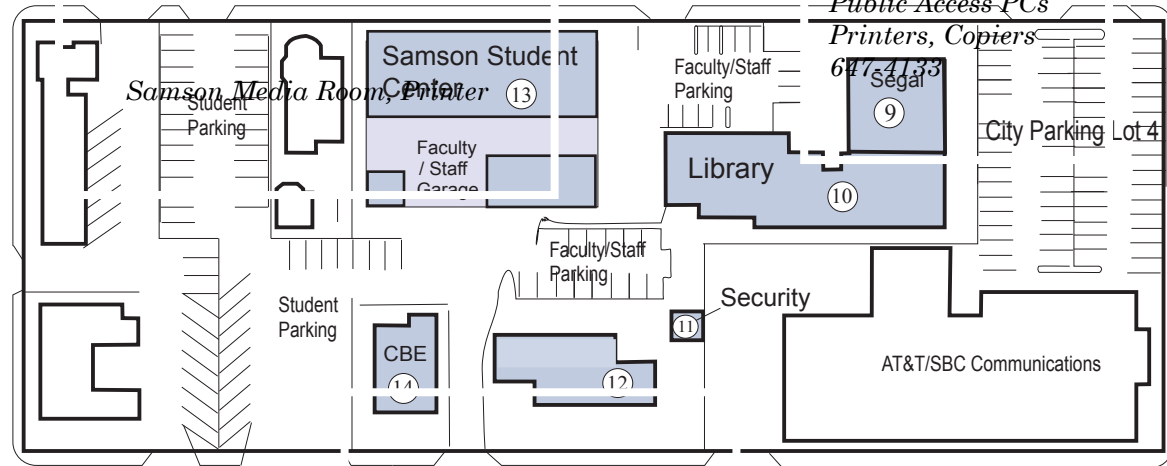 Public Access PCs
Printers, Copiers
647-4133
Samson Media Room, Printer
Student
Parking
Samson Student
Center
13
Faculty
/ Staff
Garage
Faculty/Staff
Parking
Segal
9
City Parking Lot 4
Library
10
Faculty/Staff
Parking
Student
Parking
CBE
14
12
11
Security
AT&T/SBC Communications